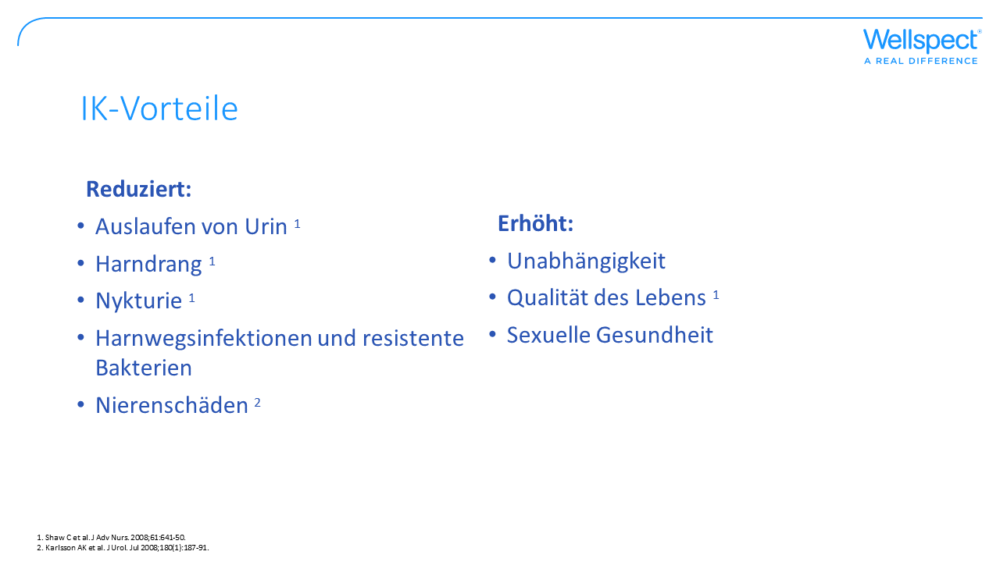 Wellspect®
A REAL DIFFERENCE
IK-Vorteile
Reduziert:
• Auslaufen von Urin 1
• Harndrang 1
• Nykturie 1
• Harnwegsinfektionen und resistente
Bakterien
• Nierenschäden 2
Erhöht:
• Unabhängigkeit
• Qualität des Lebens 1
• Sexuelle Gesundheit
1. Shaw C et al. J Adv Nurs. 2008;61:641-50.
2. Karlsson AK et al. J Urol. Jul 2008;180(1):187-91.